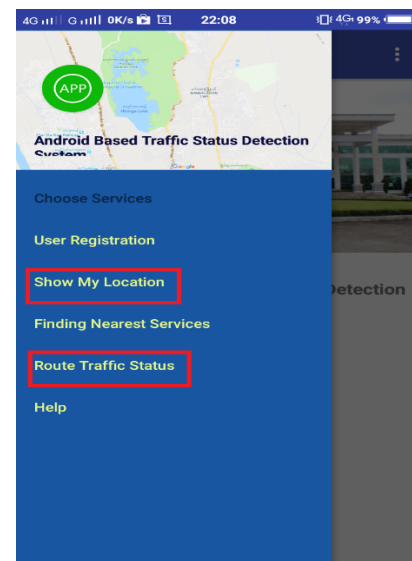 4G G 0K/s 22:08 4G 99%
APP
Android Based Traffic Status Detection
System
Choose Services
User Registration
Show My Location
Detection
Finding Nearest Services
Route Traffic Status
Help